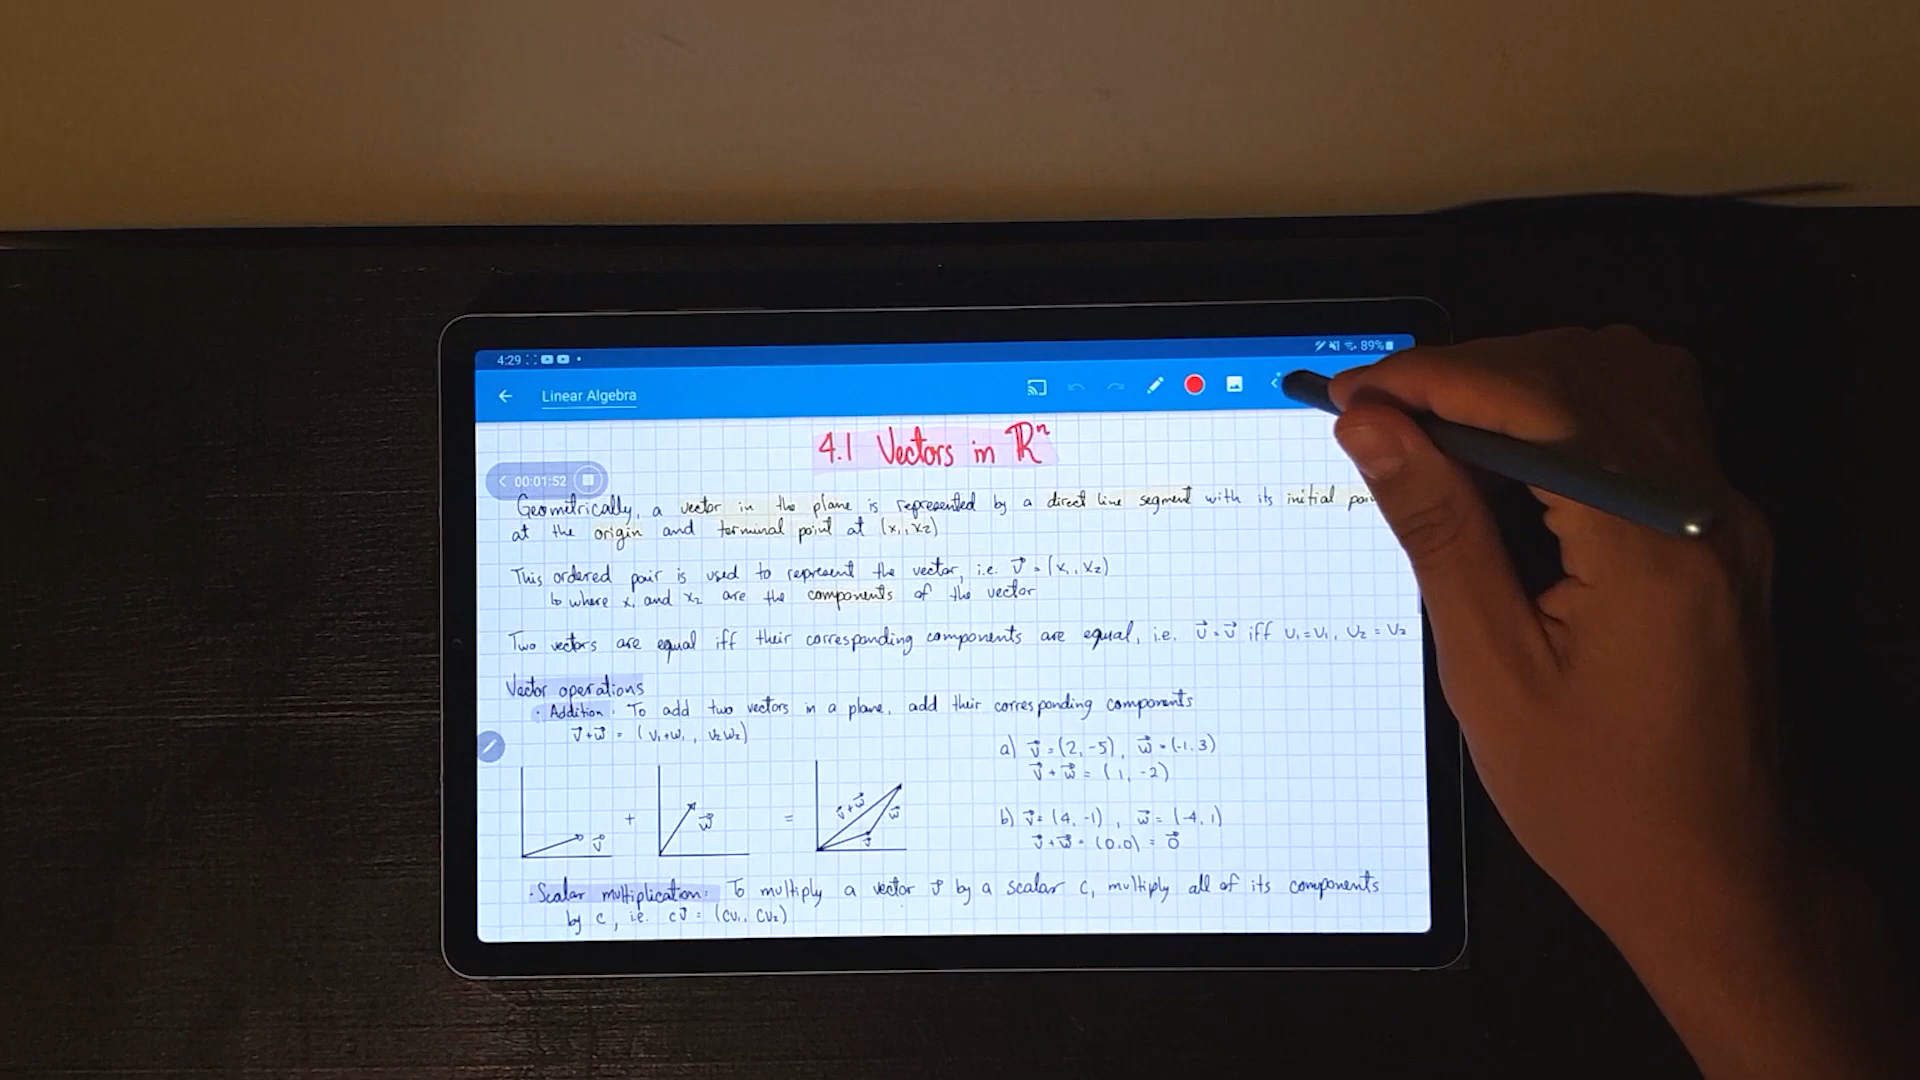 4:29
89%
Linear Algebra
4.1 Vectors in ℝⁿ
00:01:52
Geometrically, a vector in the plane is represented by a direct line segment with its initial
at the origin and terminal point at (x₁, x₂)
This ordered pair is used to represent the vector, i.e. v⃗ = (x₁, x₂)
↳ where x₁ and x₂ are the components of the vector
Two vectors are equal iff their corresponding components are equal, i.e. u⃗ = v⃗ iff u₁ = v₁, u₂ = v₂
Vector operations
· Addition: To add two vectors in a plane, add their corresponding components
v⃗+w⃗ = (v₁+w₁, v₂w₂)
a) v⃗ = (2, -5), w⃗ = (-1, 3)
v⃗ + w⃗ = (1, -2)
+ = 
v⃗
w⃗
v⃗+w⃗
w⃗
v⃗
b) v⃗ = (4, -1), w⃗ = (-4, 1)
v⃗+w⃗ = (0,0) = 0⃗
· Scalar multiplication: To multiply a vector v⃗ by a scalar c, multiply all of its components
by c, i.e. cv⃗ = (cv₁, cv₂)